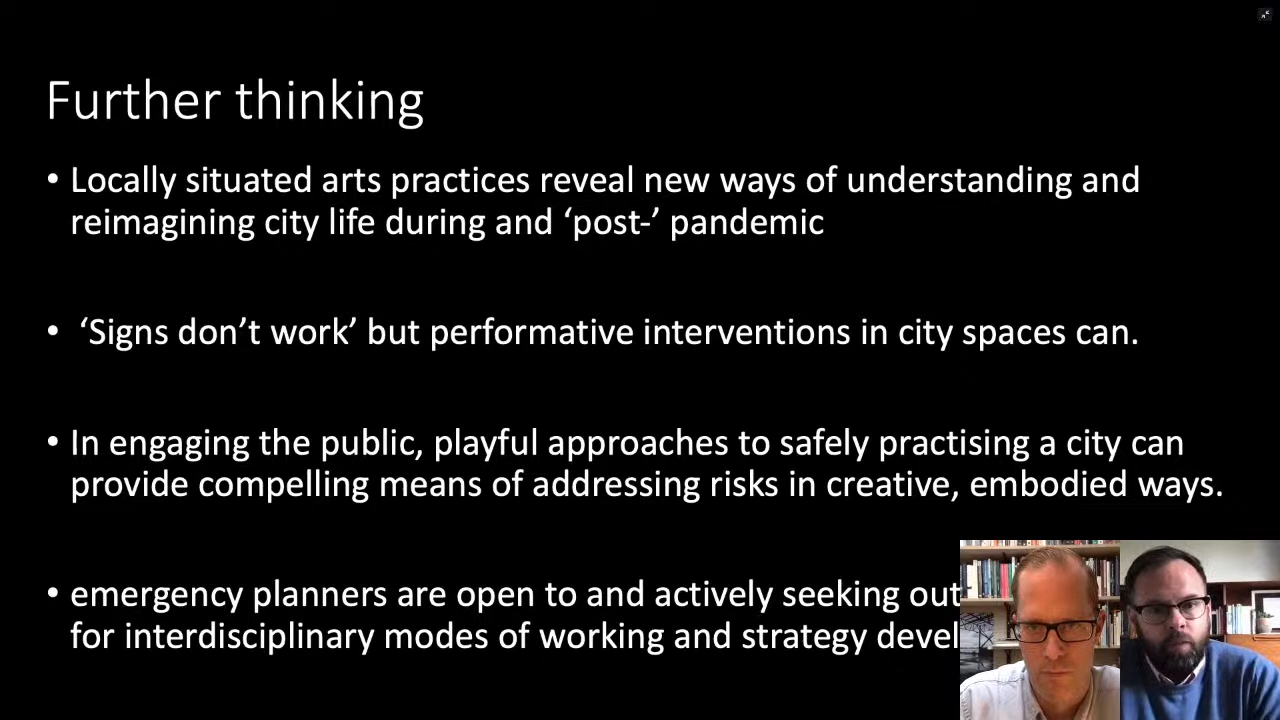 Further thinking
• Locally situated arts practices reveal new ways of understanding and
reimagining city life during and ‘post-’ pandemic
• ‘Signs don’t work’ but performative interventions in city spaces can.
• In engaging the public, playful approaches to safely practising a city can
provide compelling means of addressing risks in creative, embodied ways.
• emergency planners are open to and actively seeking out
for interdisciplinary modes of working and strategy devel